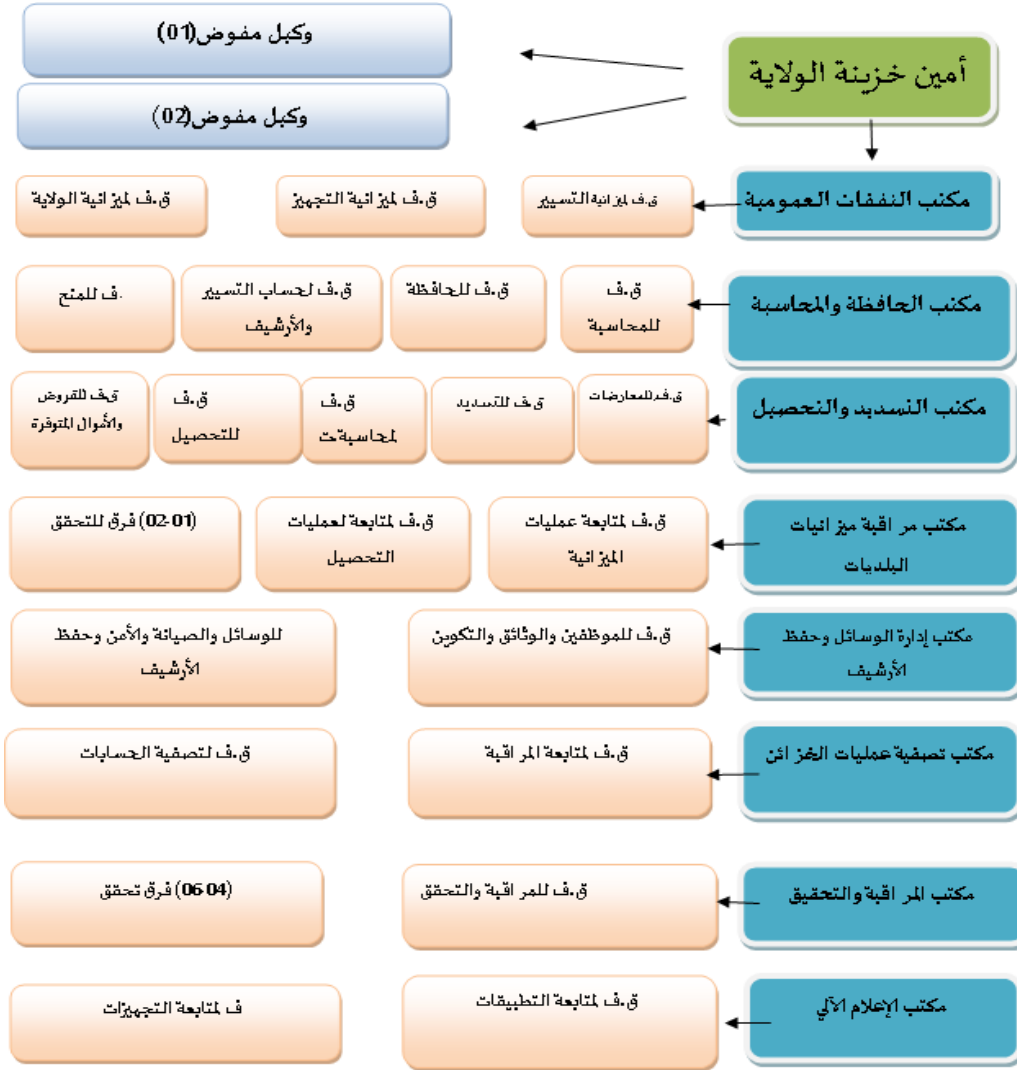 أمين خزينة الولاية
وكيل مفوض(01)
وكيل مفوض(02)
مكتب النفقات العمومية
ق.ف لميزانية التسيير
ق.ف لميزانية التجهيز
ق.ف لميزانية الولاية
مكتب الحافظة والمحاسبة
ق.ف
للمحاسبة
ق.ف للحافظة
ق.ف لحساب التسيير
والأرشيف
.ف للمنح
مكتب التسديد والتحصيل
ق.ف للمعارضات
ق.ف للتسديد
ق.ف
لمحاسبة ت
ق.ف
للتحصيل
ق.ف للقروض
والأموال المتوفرة
مكتب مراقبة ميزانيات
البلديات
ق.ف لمتابعة عمليات
الميزانية
ق.ف لمتابعة لعمليات
التحصيل
(02-01) فرق للتحقق
مكتب إدارة الوسائل وحفظ
الأرشيف
ق.ف للموظفين والوثائق والتكوين
للوسائل والصيانة والأمن وحفظ
الأرشيف
مكتب تصفية عمليات الخزائن
ق.ف لمتابعة المراقبة
ق.ف لتصفية الحسابات
مكتب المراقبة والتحقيق
ق.ف للمراقبة والتحقق
(06-04) فرق تحقق
مكتب الإعلام الآلي
ق.ف لمتابعة التطبيقات
ف لمتابعة التجهيزات